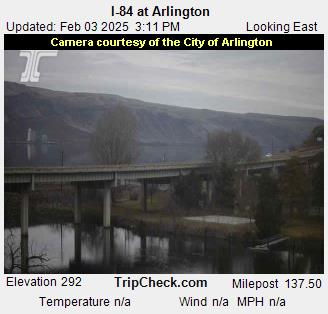 I-84 at Arlington
Updated: Feb 03 2025 3:11 PM Looking East
Camera courtesy of the City of Arlington
Elevation 292 TripCheck.com Milepost 137.50
Temperature n/a Wind n/a MPH n/a